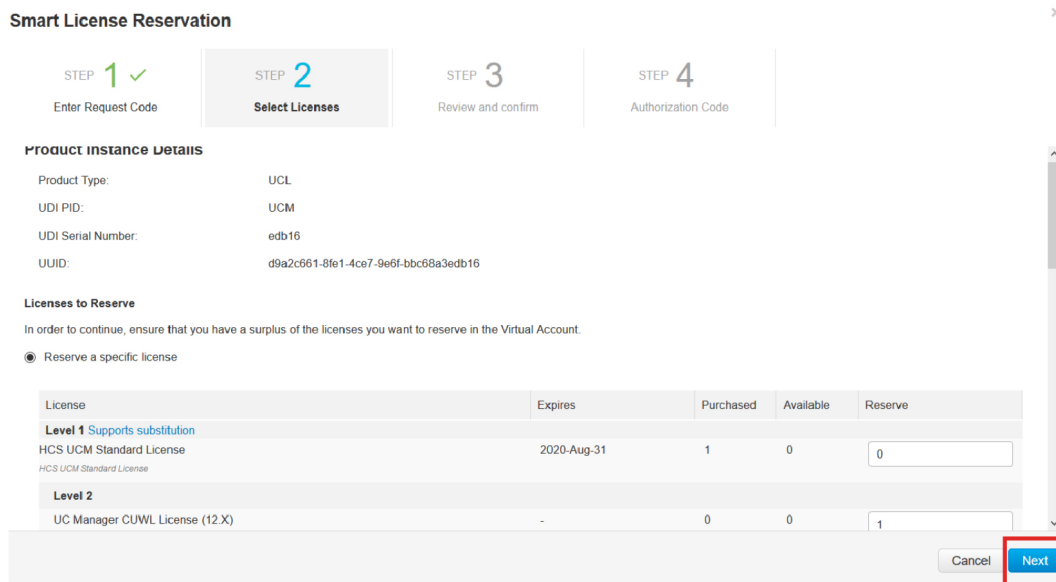 Smart License Reservation
STEP 1 STEP 2 STEP 3 STEP 4
Enter Request Code Select Licenses Review and confirm Authorization Code
Product Instance Details
Product Type: UCL
UDI PID: UCM
UDI Serial Number: edb16
UUID: d9a2c661-8fe1-4ce7-9e6f-bbc68a3edb16
Licenses to Reserve
In order to continue, ensure that you have a surplus of the licenses you want to reserve in the Virtual Account.
Reserve a specific license
License Expires Purchased Available Reserve
Level 1 Supports substitution
HCS UCM Standard License 2020-Aug-31 1 0 0
HCS UCM Standard License
Level 2
UC Manager CUWL License (12.X) - 0 0 1
Cancel Next